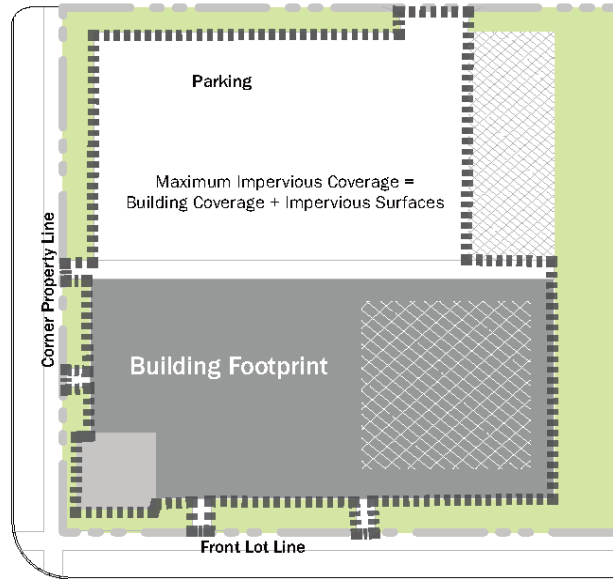 Parking
Maximum Impervious Coverage =
Building Coverage + Impervious Surfaces
Corner Property Line
Building Footprint
Front Lot Line